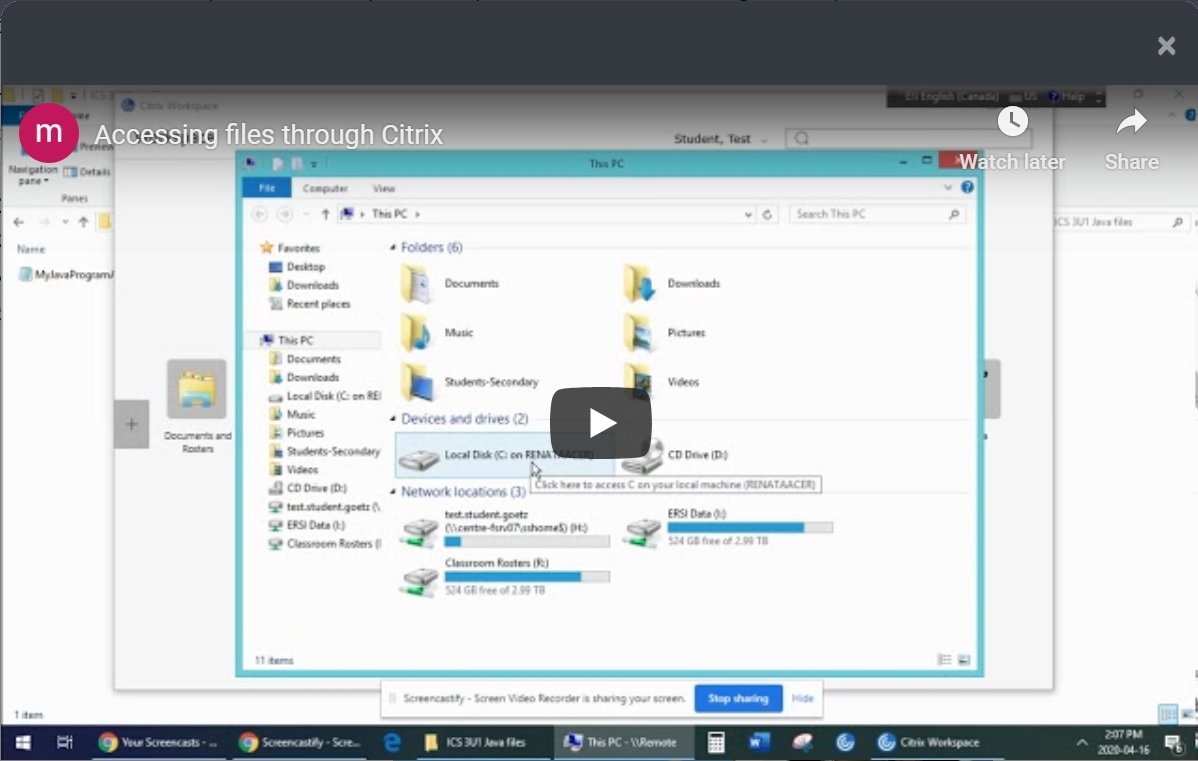 EN English (Canada) US Help
ICS 3
Citrix Workspace
m
Accessing files through Citrix
Student, Test
Watch later
Share
Preview
Navigation
pane
Details
Panes
This PC
File
Computer
View
This PC
Search This PC
ICS 3U1 Java files
Name
MyJavaProgram
Favorites
Desktop
Downloads
Recent places
This PC
Documents
Downloads
Local Disk (C: on REI
Music
Pictures
Students-Secondary
Videos
CD Drive (D:)
test.student.goetz (\
ERSI Data (I:)
Classroom Rosters (I
Folders (6)
Documents
Downloads
Music
Pictures
Students-Secondary
Videos
Devices and drives (2)
Local Disk (C: on RENATAACER)
CD Drive (D:)
Click here to access C on your local machine (RENATAACER)
Network locations (3)
test.student.goetz
(\\centre-fsrv07\sshome$) (H:)
ERSI Data (I:)
524 GB free of 2.99 TB
Classroom Rosters (R:)
524 GB free of 2.99 TB
Documents and
Rosters
11 items
Screencastify - Screen Video Recorder is sharing your screen.
Stop sharing
Hide
1 item
Your Screencasts - ...
Screencastify - Scre...
ICS 3U1 Java files
This PC - \\Remote
Citrix Workspace
2:07 PM
2020-04-16